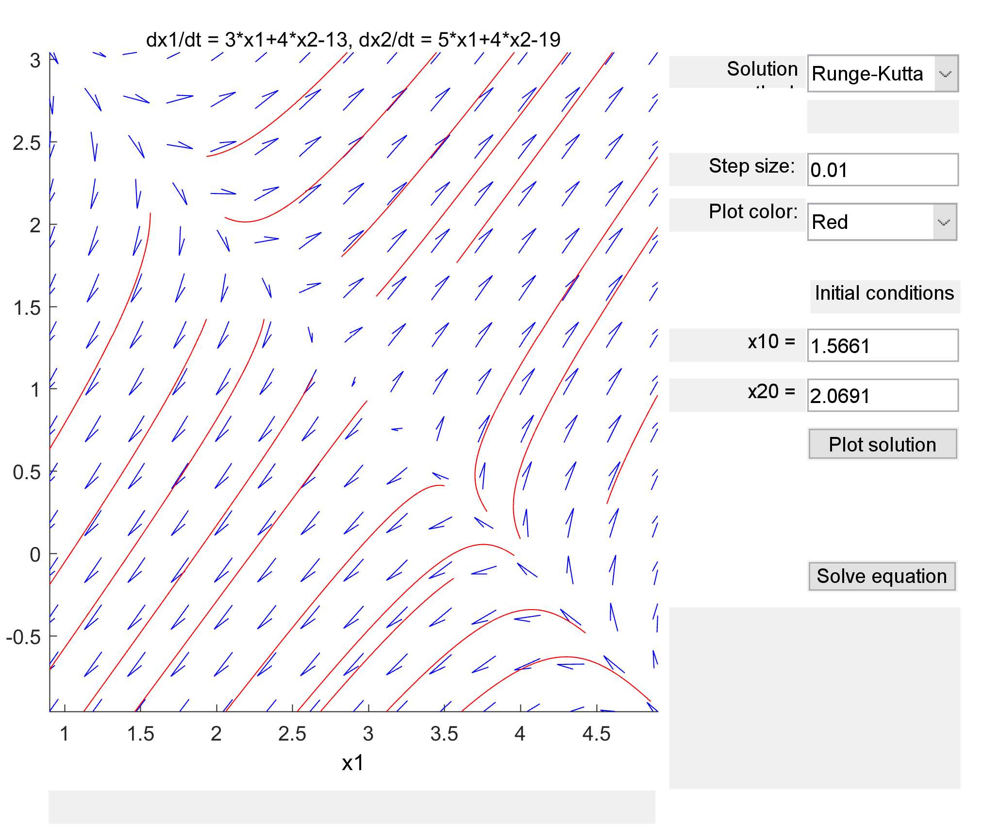 dx1/dt = 3*x1+4*x2-13, dx2/dt = 5*x1+4*x2-19
3
2.5
2
1.5
1
0.5
0
-0.5
1 1.5 2 2.5 3 3.5 4 4.5
x1
Solution
Runge-Kutta
Step size:
0.01
Plot color:
Red
Initial conditions
x10 =
1.5661
x20 =
2.0691
Plot solution
Solve equation